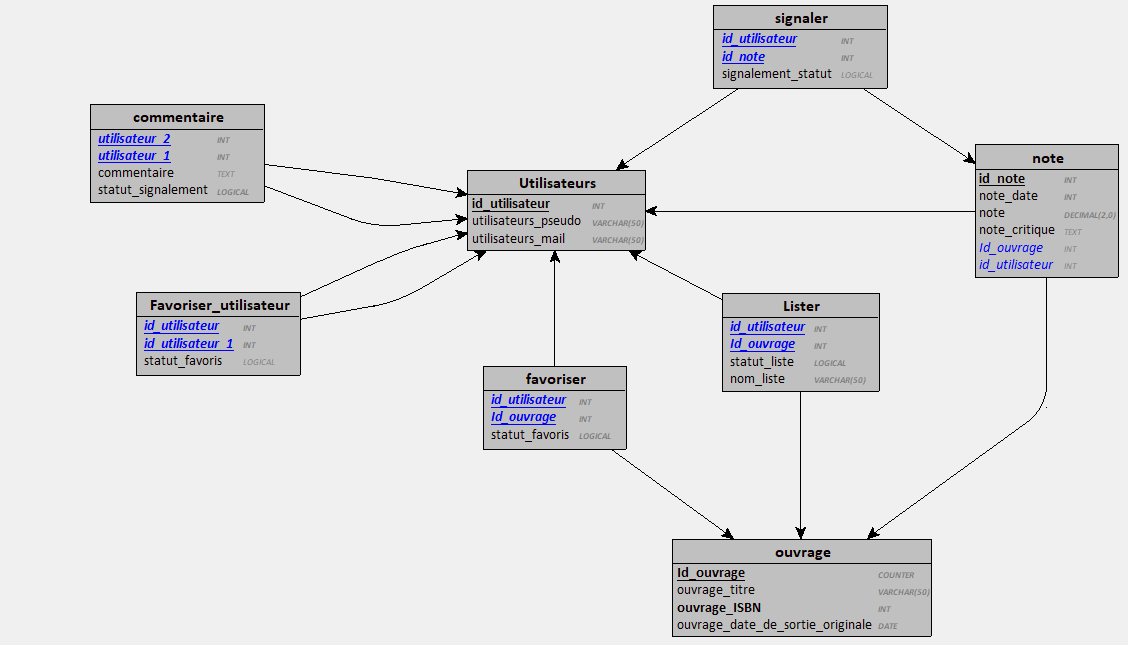 signaler
id_utilisateur INT
id_note INT
signalement_statut LOGICAL
commentaire
utilisateur_2 INT
utilisateur_1 INT
commentaire TEXT
statut_signalement LOGICAL
note
id_note INT
note_date INT
note DECIMAL(2,0)
note_critique TEXT
Id_ouvrage INT
id_utilisateur INT
Utilisateurs
id_utilisateur INT
utilisateurs_pseudo VARCHAR(50)
utilisateurs_mail VARCHAR(50)
Favoriser_utilisateur
id_utilisateur INT
id_utilisateur_1 INT
statut_favoris LOGICAL
Lister
id_utilisateur INT
Id_ouvrage INT
statut_liste LOGICAL
nom_liste VARCHAR(50)
favoriser
id_utilisateur INT
Id_ouvrage INT
statut_favoris LOGICAL
ouvrage
Id_ouvrage COUNTER
ouvrage_titre VARCHAR(50)
ouvrage_ISBN INT
ouvrage_date_de_sortie_originale DATE